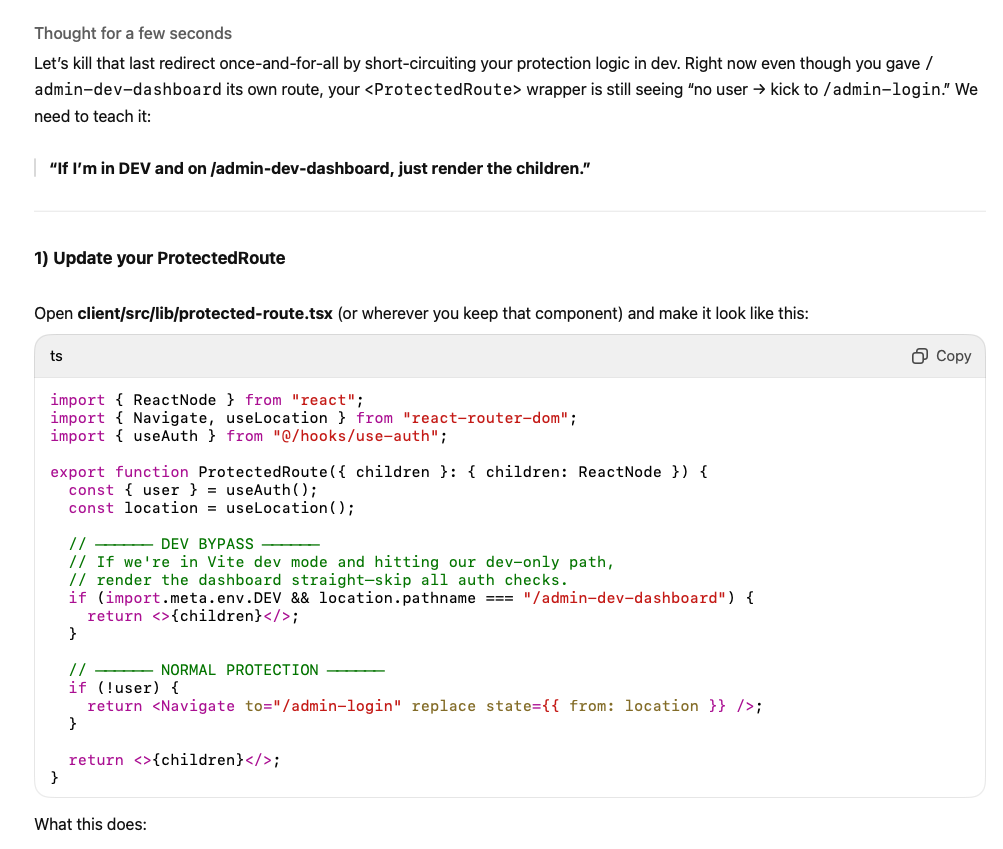 Thought for a few seconds
Let’s kill that last redirect once-and-for-all by short-circuiting your protection logic in dev. Right now even though you gave /
admin-dev-dashboard its own route, your <ProtectedRoute> wrapper is still seeing “no user → kick to /admin-login.” We
need to teach it:
“If I’m in DEV and on /admin-dev-dashboard, just render the children.”
1) Update your ProtectedRoute
Open client/src/lib/protected-route.tsx (or wherever you keep that component) and make it look like this:
ts
Copy
import { ReactNode } from "react";
import { Navigate, useLocation } from "react-router-dom";
import { useAuth } from "@/hooks/use-auth";
export function ProtectedRoute({ children }: { children: ReactNode }) {
  const { user } = useAuth();
  const location = useLocation();
  // —————— DEV BYPASS ——————
  // If we're in Vite dev mode and hitting our dev-only path,
  // render the dashboard straight—skip all auth checks.
  if (import.meta.env.DEV && location.pathname === "/admin-dev-dashboard") {
    return <>{children}</>;
  }
  // —————— NORMAL PROTECTION ——————
  if (!user) {
    return <Navigate to="/admin-login" replace state={{ from: location }} />;
  }
  return <>{children}</>;
}
What this does: